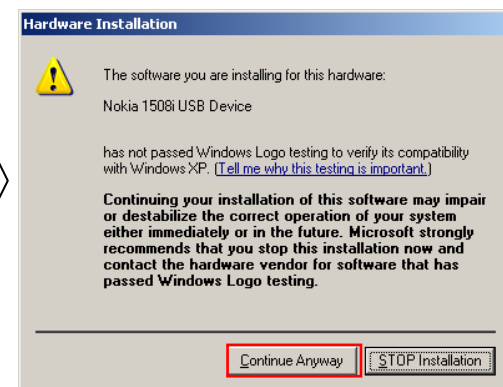 Hardware Installation
The software you are installing for this hardware:
Nokia 1508i USB Device
has not passed Windows Logo testing to verify its compatibility
with Windows XP. (Tell me why this testing is important.)
Continuing your installation of this software may impair
or destabilize the correct operation of your system
either immediately or in the future. Microsoft strongly
recommends that you stop this installation now and
contact the hardware vendor for software that has
passed Windows Logo testing.
Continue Anyway STOP Installation